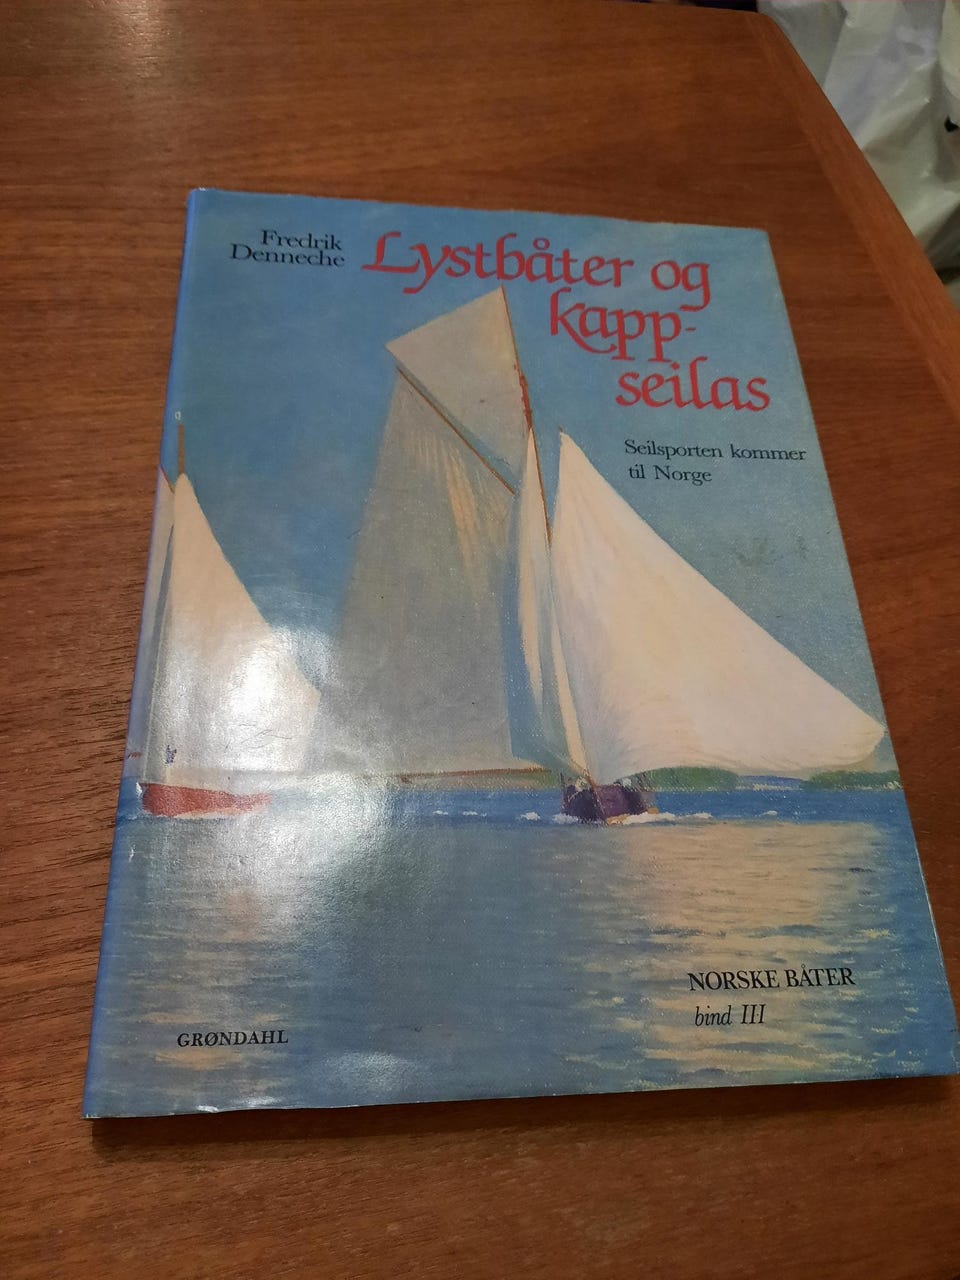 Fredrik
Denneche
Lystbåter og
kapp-
seilas
Seilsporten kommer
til Norge
NORSKE BÅTER
bind III
GRØNDAHL